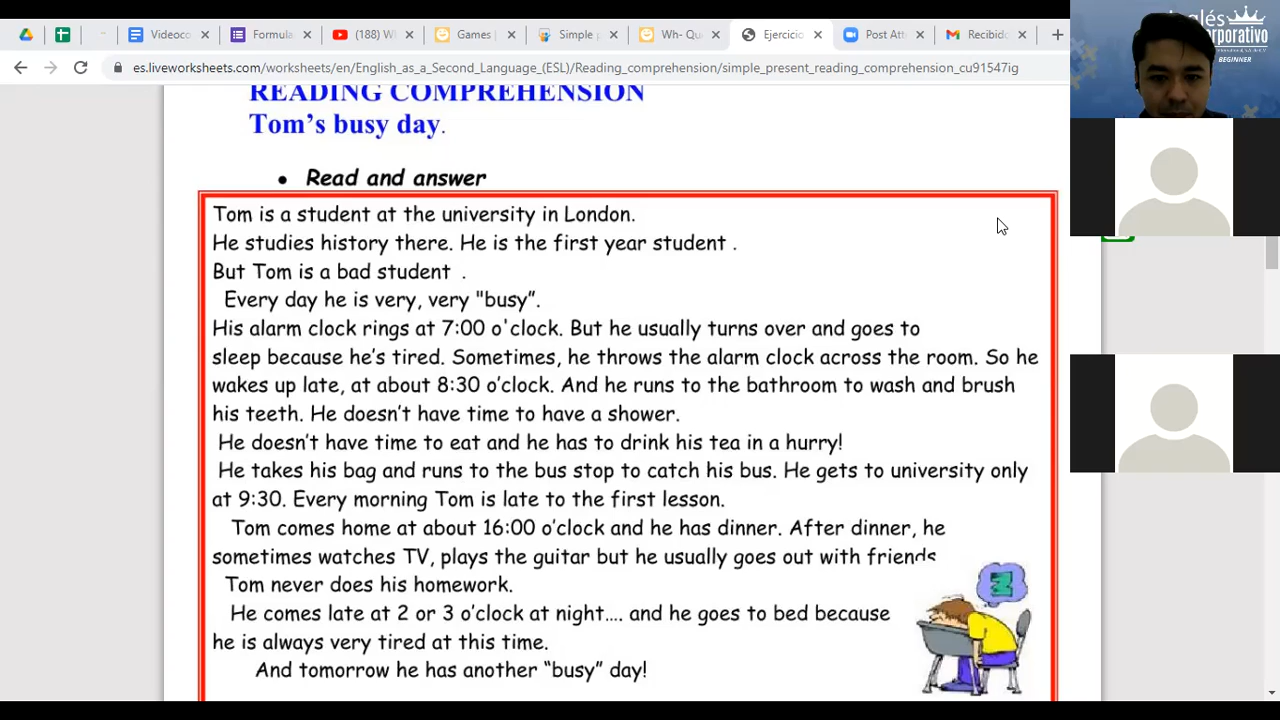 Videoco
Formula
(188) W
Games
Simple p
Wh- Que
Ejercicio
Post Att
Recibido
es.liveworksheets.com/worksheets/en/English_as_a_Second_Language_(ESL)/Reading_comprehension/simple_present_reading_comprehension_cu91547ig
BEGINNER
READING COMPREHENSION
Tom's busy day.
• Read and answer
Tom is a student at the university in London.
He studies history there. He is the first year student .
But Tom is a bad student .
Every day he is very, very "busy".
His alarm clock rings at 7:00 o'clock. But he usually turns over and goes to
sleep because he's tired. Sometimes, he throws the alarm clock across the room. So he
wakes up late, at about 8:30 o'clock. And he runs to the bathroom to wash and brush
his teeth. He doesn't have time to have a shower.
He doesn't have time to eat and he has to drink his tea in a hurry!
He takes his bag and runs to the bus stop to catch his bus. He gets to university only
at 9:30. Every morning Tom is late to the first lesson.
Tom comes home at about 16:00 o'clock and he has dinner. After dinner, he
sometimes watches TV, plays the guitar but he usually goes out with friends
Tom never does his homework.
He comes late at 2 or 3 o'clock at night.... and he goes to bed because
he is always very tired at this time.
And tomorrow he has another "busy" day!
Z